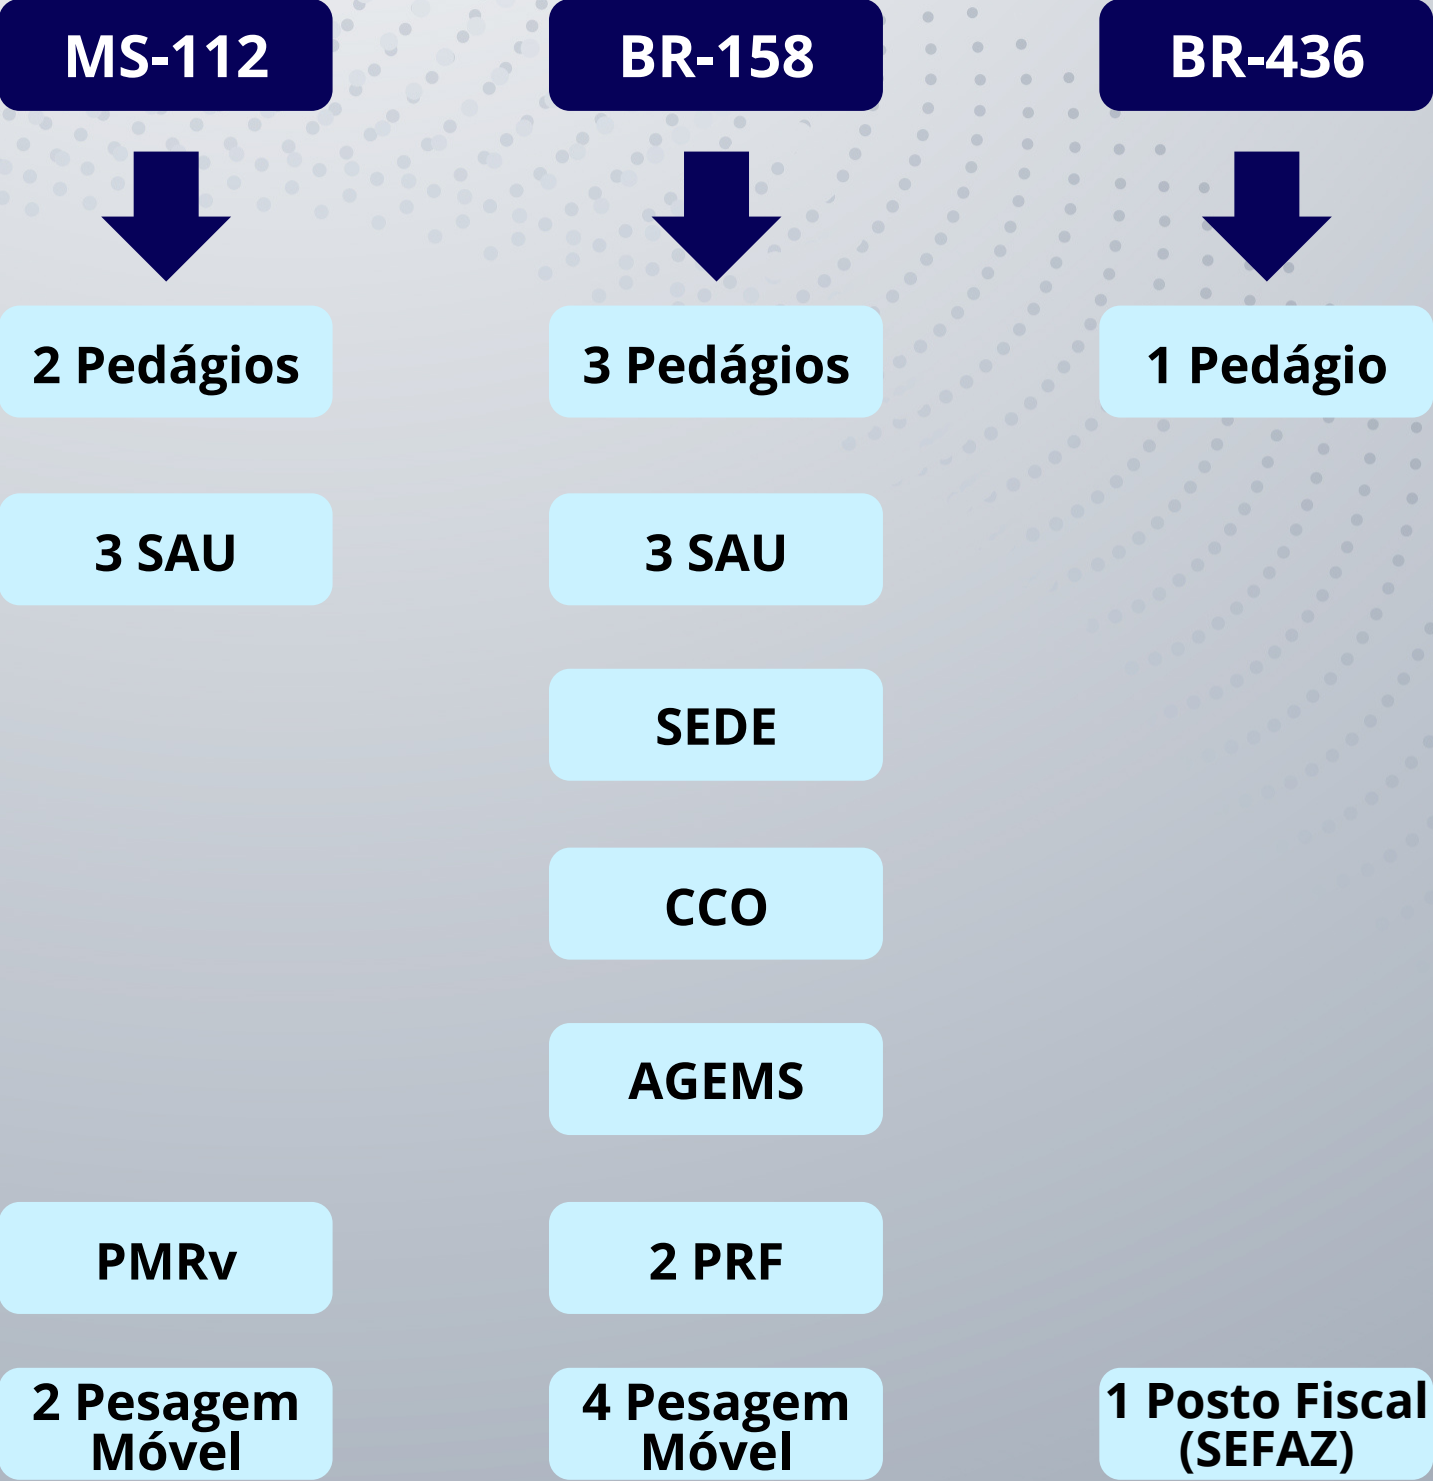 MS-112
BR-158
BR-436
2 Pedágios
3 Pedágios
1 Pedágio
3 SAU
3 SAU
SEDE
CCO
AGEMS
PMRv
2 PRF
2 Pesagem
Móvel
4 Pesagem
Móvel
1 Posto Fiscal
(SEFAZ)